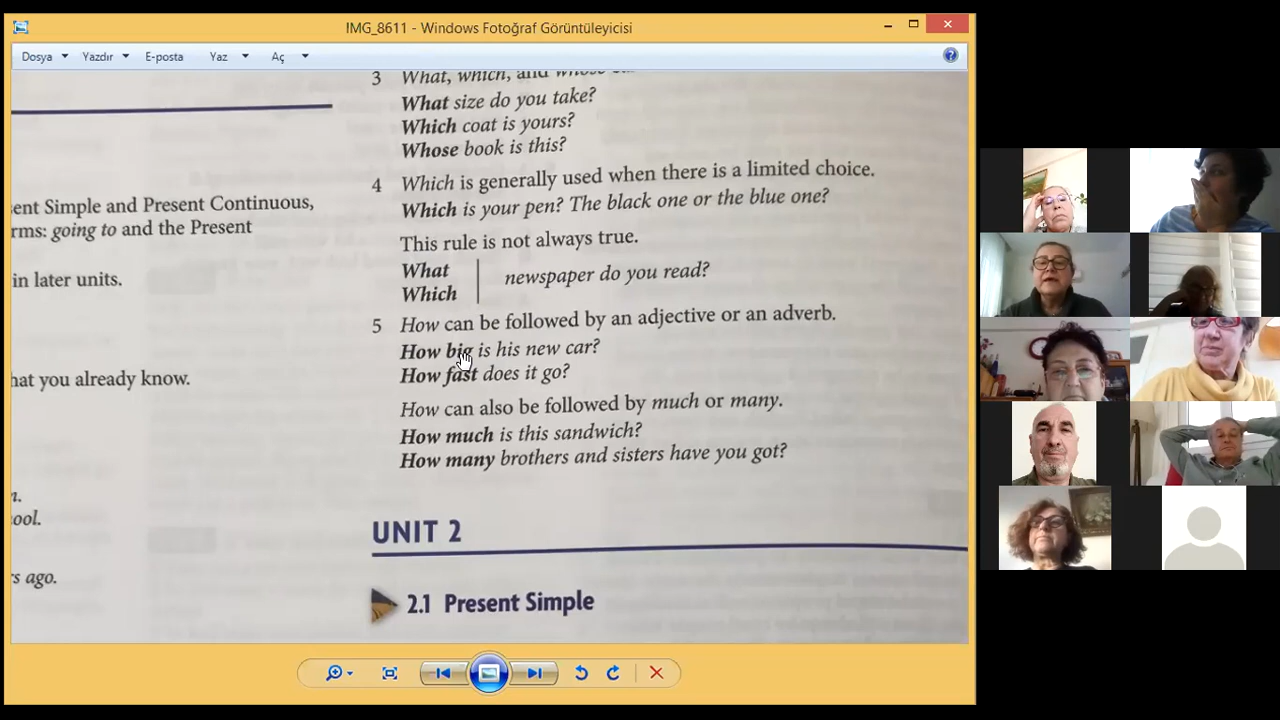 IMG_8611 - Windows Fotoğraf Görüntüleyicisi
Dosya Yazdır E-posta Yaz Aç
ent Simple and Present Continuous,
rms: going to and the Present
in later units.
hat you already know.
n.
ool.
s ago.
3 What, which, and whose
What size do you take?
Which coat is yours?
Whose book is this?
4 Which is generally used when there is a limited choice.
Which is your pen? The black one or the blue one?
This rule is not always true.
What
Which
newspaper do you read?
5 How can be followed by an adjective or an adverb.
How big is his new car?
How fast does it go?
How can also be followed by much or many.
How much is this sandwich?
How many brothers and sisters have you got?
UNIT 2
2.1 Present Simple